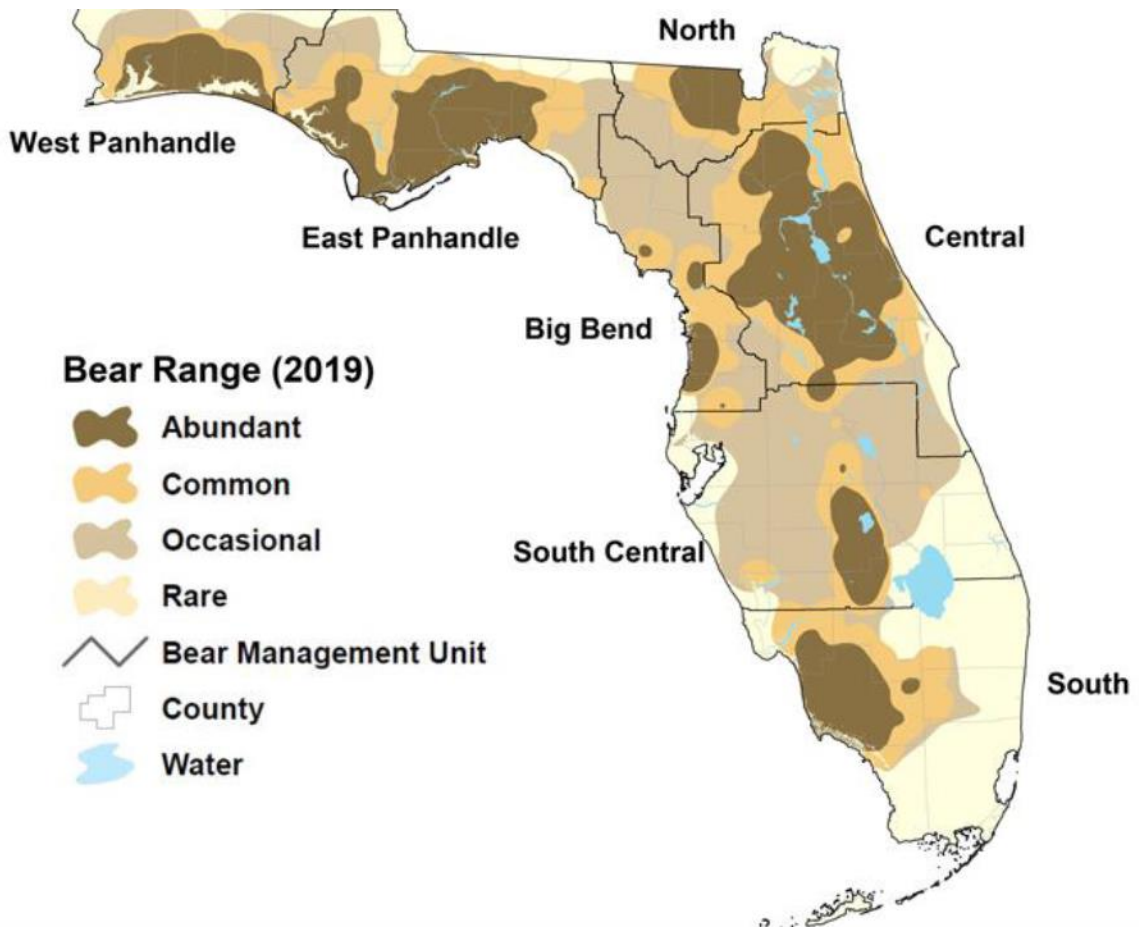 North
West Panhandle
East Panhandle
Central
Big Bend
Bear Range (2019)
Abundant
Common
Occasional
Rare
Bear Management Unit
County
Water
South Central
South